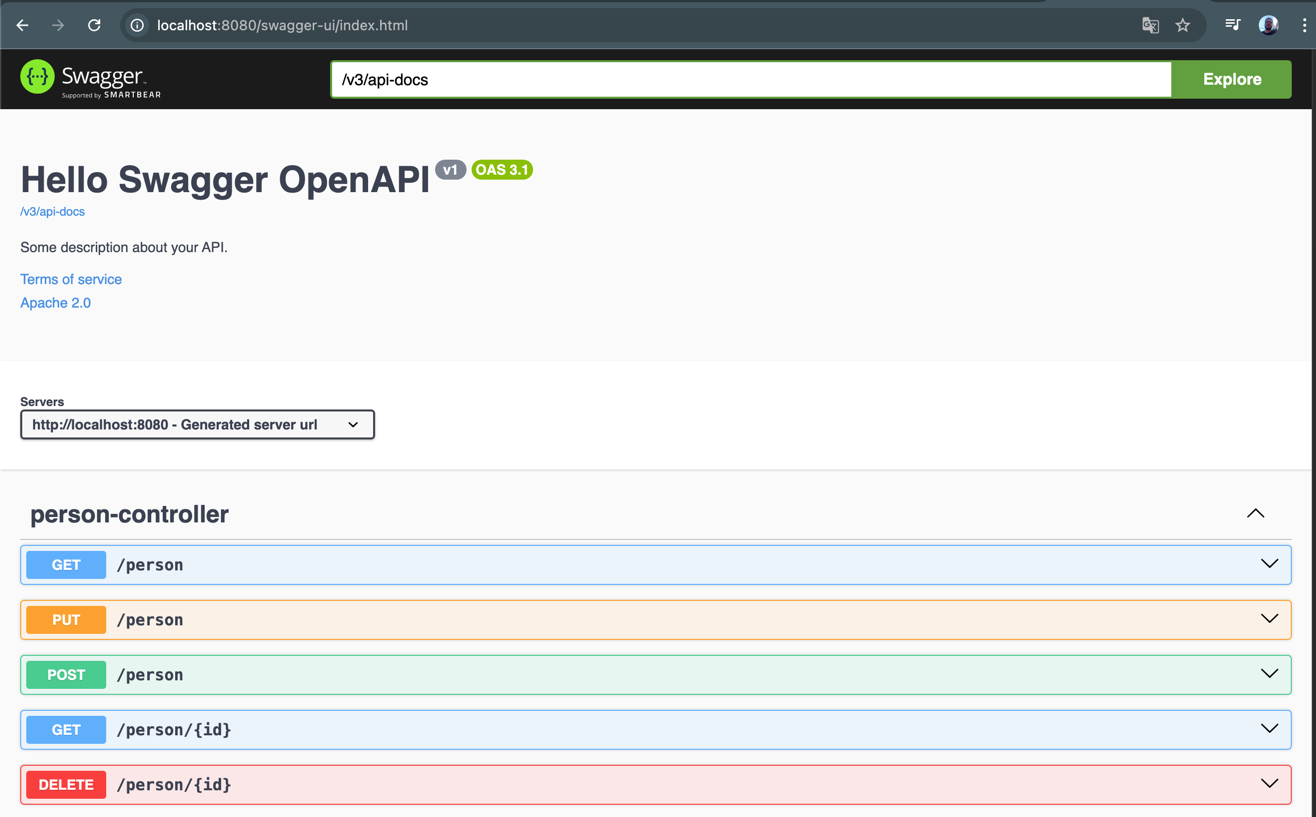 localhost:8080/swagger-ui/index.html
Swagger
Supported by SMARTBEAR
/v3/api-docs
Explore
Hello Swagger OpenAPI v1 OAS 3.1
/v3/api-docs
Some description about your API.
Terms of service
Apache 2.0
Servers
http://localhost:8080 - Generated server url
person-controller
GET /person
PUT /person
POST /person
GET /person/{id}
DELETE /person/{id}